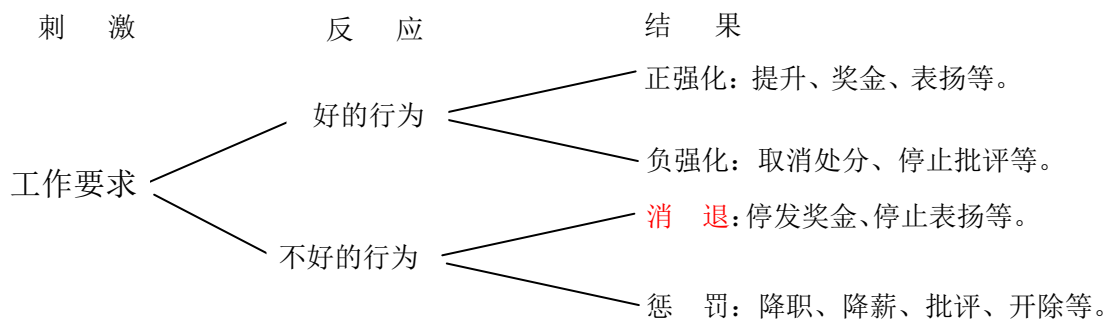 刺 激 反 应 结 果
正强化：提升、奖金、表扬等。
好的行为
负强化：取消处分、停止批评等。
工作要求
消 退：停发奖金、停止表扬等。
不好的行为
惩 罚：降职、降薪、批评、开除等。